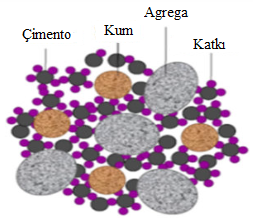 Çimento
Kum
Agrega
Katkı